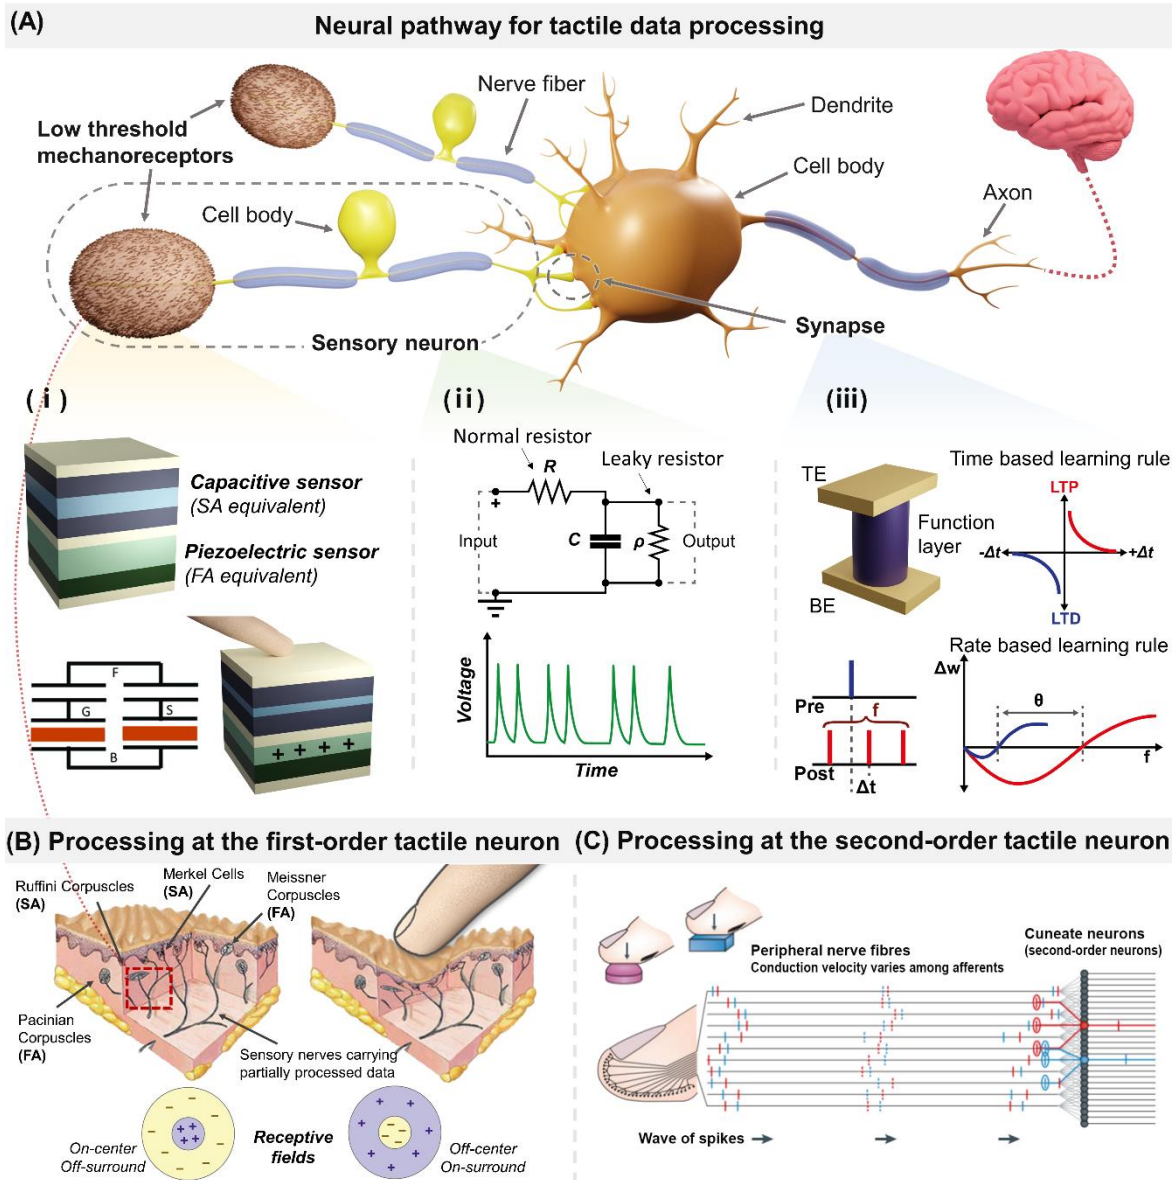 (A)
Neural pathway for tactile data processing
Nerve fiber
Dendrite
Low threshold
mechanoreceptors
Cell body
Cell body
Axon
Synapse
Sensory neuron
(i)
Capacitive sensor
(SA equivalent)
Piezoelectric sensor
(FA equivalent)
F
G
S
B
+ + + +
(ii)
Normal resistor
R
Leaky resistor
+
Input
C
ρ
Output
Voltage
Time
(iii)
TE
Function
layer
BE
Time based learning rule
LTP
-Δt
+Δt
LTD
Rate based learning rule
Pre
f
Post
Δt
Δw
θ
f
(B) Processing at the first-order tactile neuron
Ruffini Corpuscles
(SA)
Merkel Cells
(SA)
Meissner
Corpuscles
(FA)
Pacinian
Corpuscles
(FA)
Sensory nerves carrying
partially processed data
On-center
Off-surround
Receptive
fields
Off-center
On-surround
(C) Processing at the second-order tactile neuron
Peripheral nerve fibres
Conduction velocity varies among afferents
Cuneate neurons
(second-order neurons)
Wave of spikes